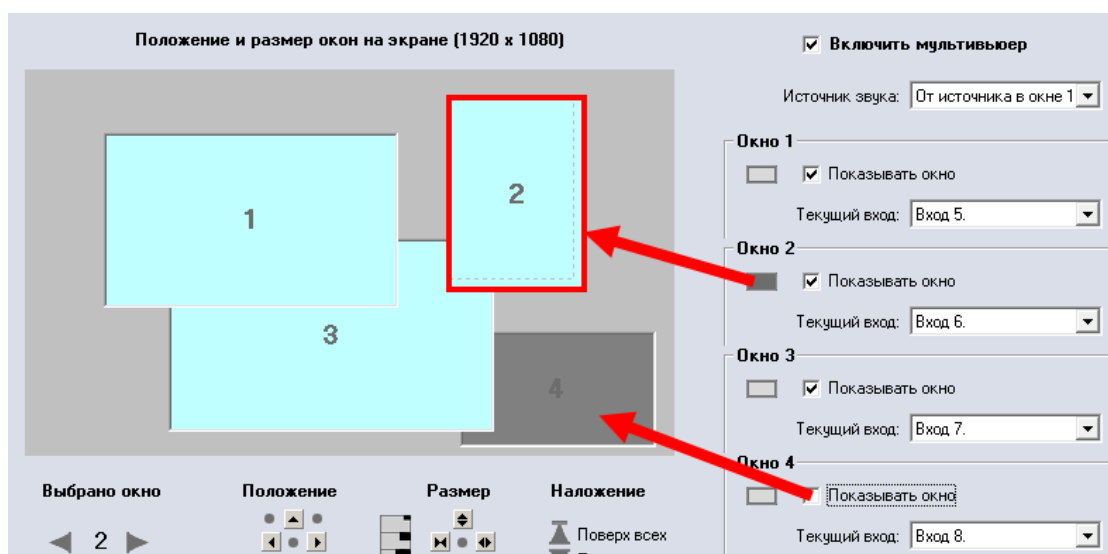 Положение и размер окон на экране (1920 x 1080)
1
2
3
4
Включить мультивьюер
Источник звука: От источника в окне 1
Окно 1
Показывать окно
Текущий вход: Вход 5.
Окно 2
Показывать окно
Текущий вход: Вход 6.
Окно 3
Показывать окно
Текущий вход: Вход 7.
Окно 4
Показывать окно
Текущий вход: Вход 8.
Выбрано окно
2
Положение
Размер
Наложение
Поверх всех